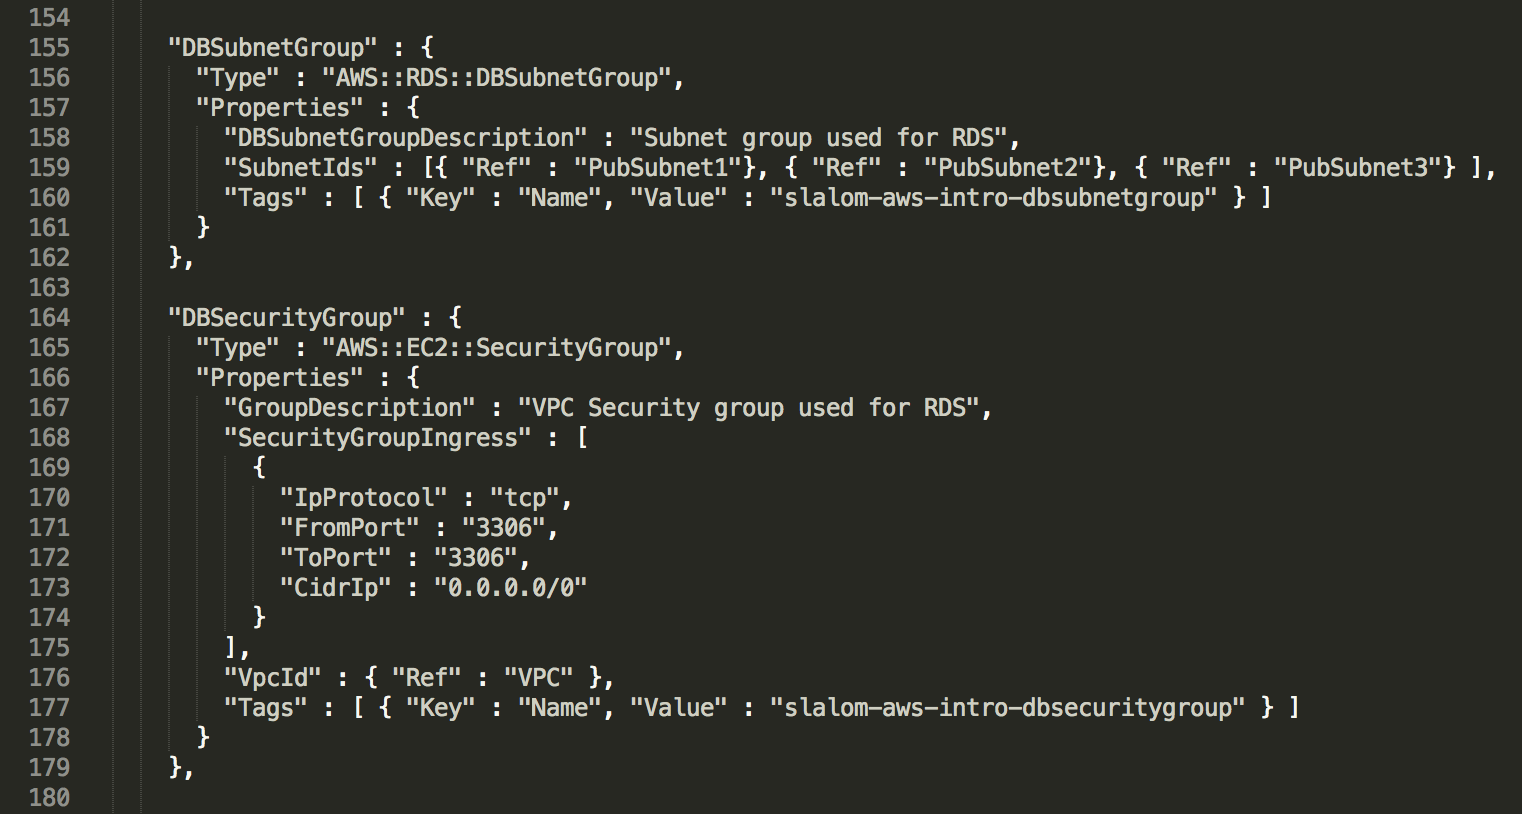 154
155 "DBSubnetGroup" : {
156 "Type" : "AWS::RDS::DBSubnetGroup",
157 "Properties" : {
158 "DBSubnetGroupDescription" : "Subnet group used for RDS",
159 "SubnetIds" : [{ "Ref" : "PubSubnet1"}, { "Ref" : "PubSubnet2"}, { "Ref" : "PubSubnet3"} ],
160 "Tags" : [ { "Key" : "Name", "Value" : "slalom-aws-intro-dbsubnetgroup" } ]
161 }
162 },
163
164 "DBSecurityGroup" : {
165 "Type" : "AWS::EC2::SecurityGroup",
166 "Properties" : {
167 "GroupDescription" : "VPC Security group used for RDS",
168 "SecurityGroupIngress" : [
169 {
170 "IpProtocol" : "tcp",
171 "FromPort" : "3306",
172 "ToPort" : "3306",
173 "CidrIp" : "0.0.0.0/0"
174 }
175 ],
176 "VpcId" : { "Ref" : "VPC" },
177 "Tags" : [ { "Key" : "Name", "Value" : "slalom-aws-intro-dbsecuritygroup" } ]
178 }
179 },
180